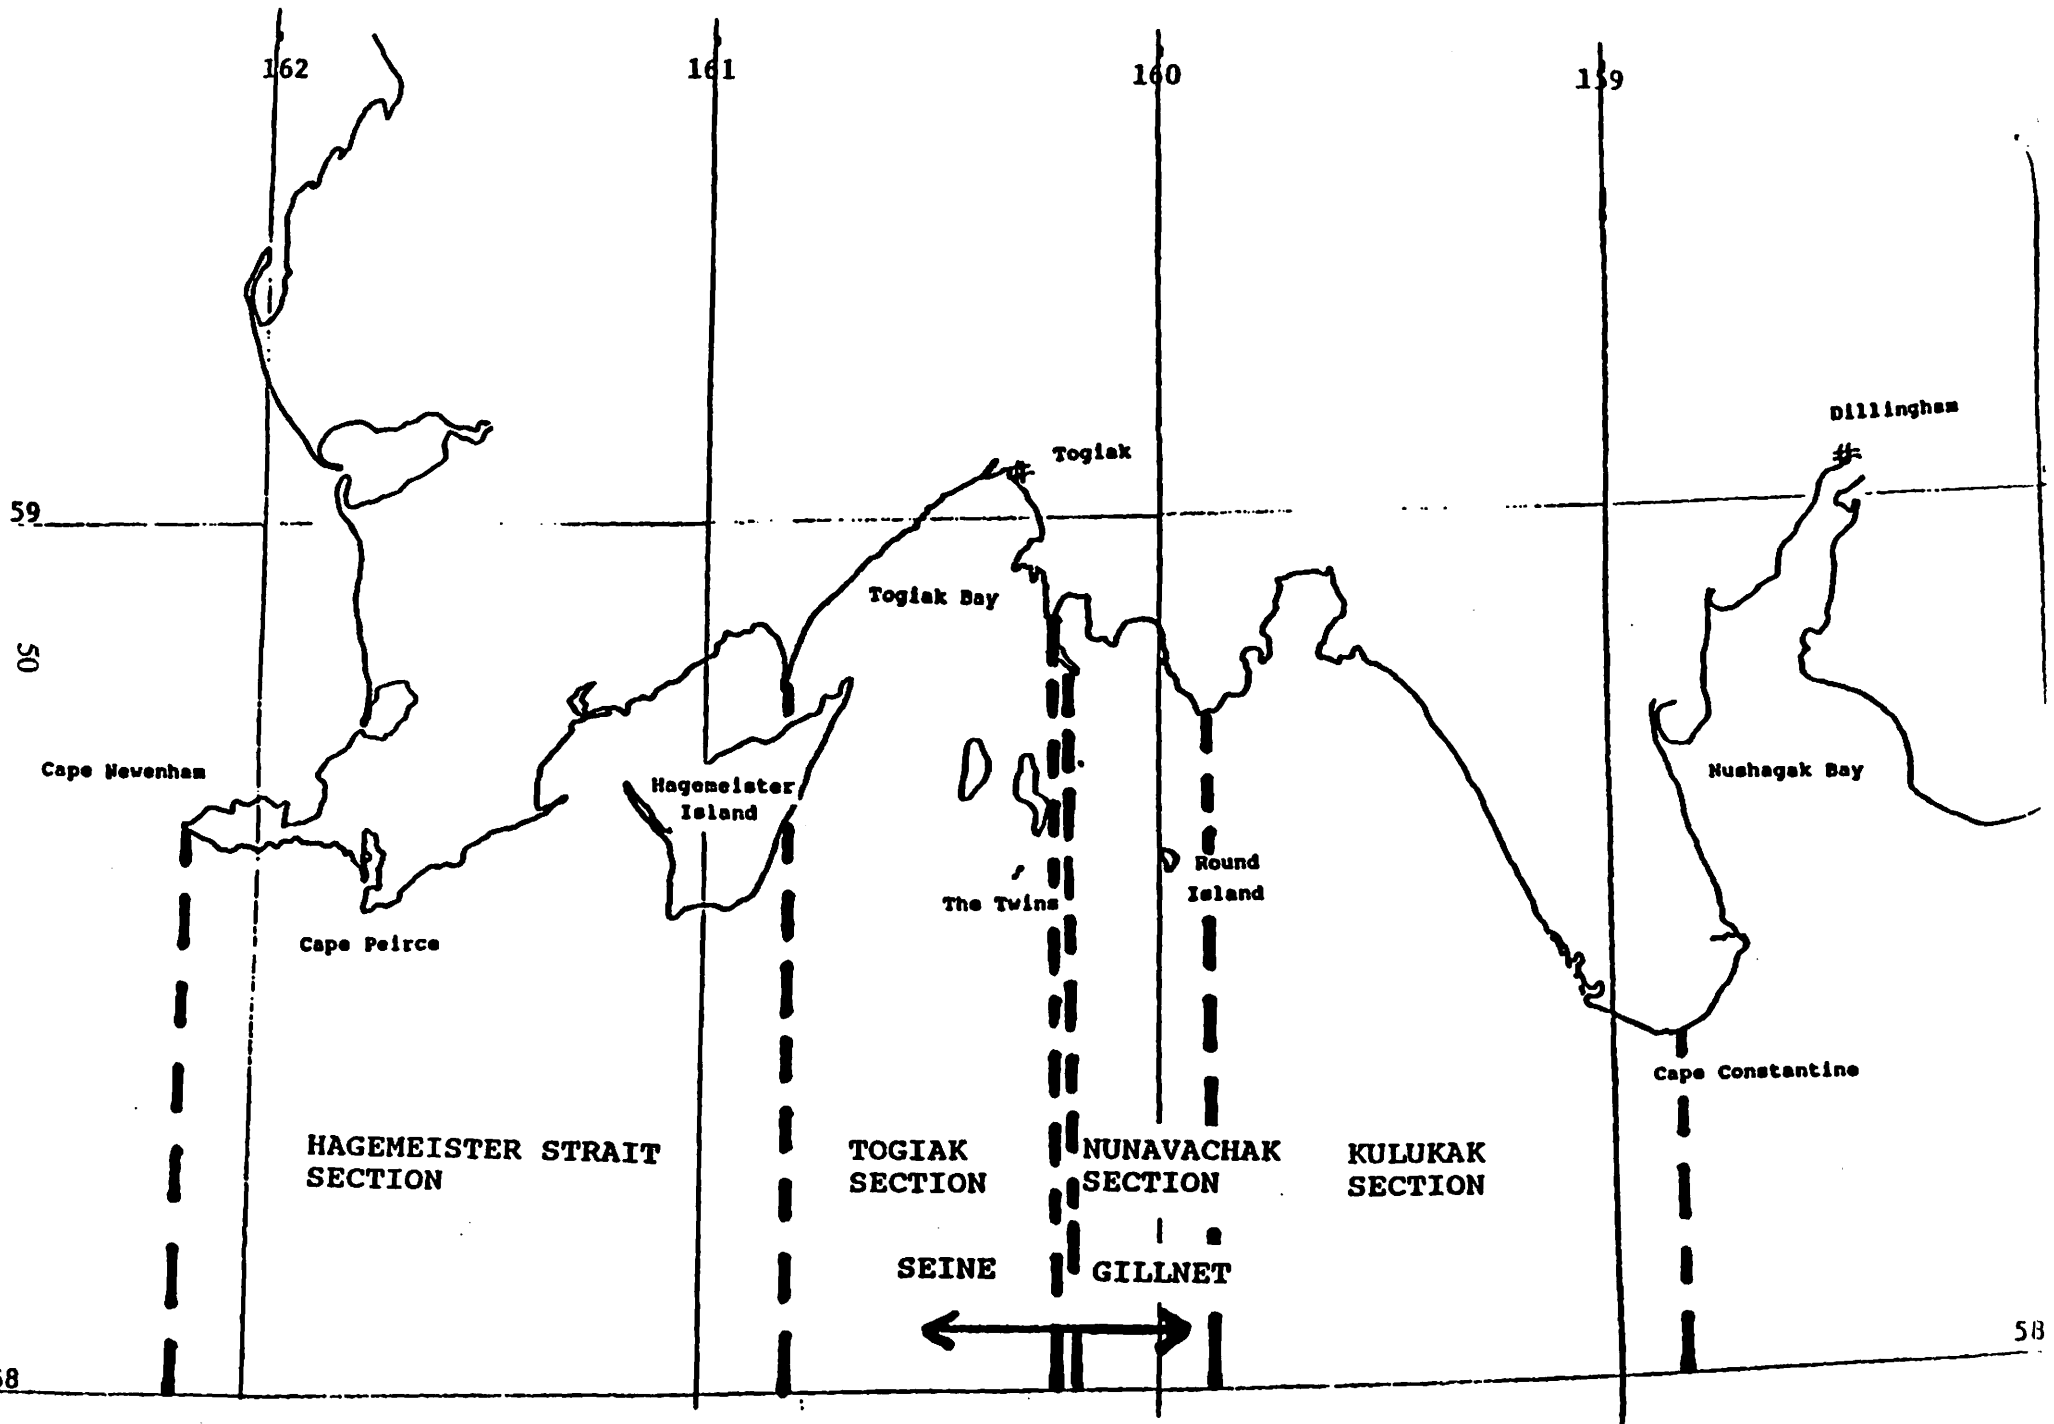 162
161
160
159
Dillingham
Togiak
59
Togiak Bay
50
Cape Newenham
Hagemeister
Island
Nushagak Bay
Round
Island
The Twins
Cape Peirce
Cape Constantine
HAGEMEISTER STRAIT
SECTION
TOGIAK
SECTION
NUNAVACHAK
SECTION
KULUKAK
SECTION
SEINE
GILLNET
58
58